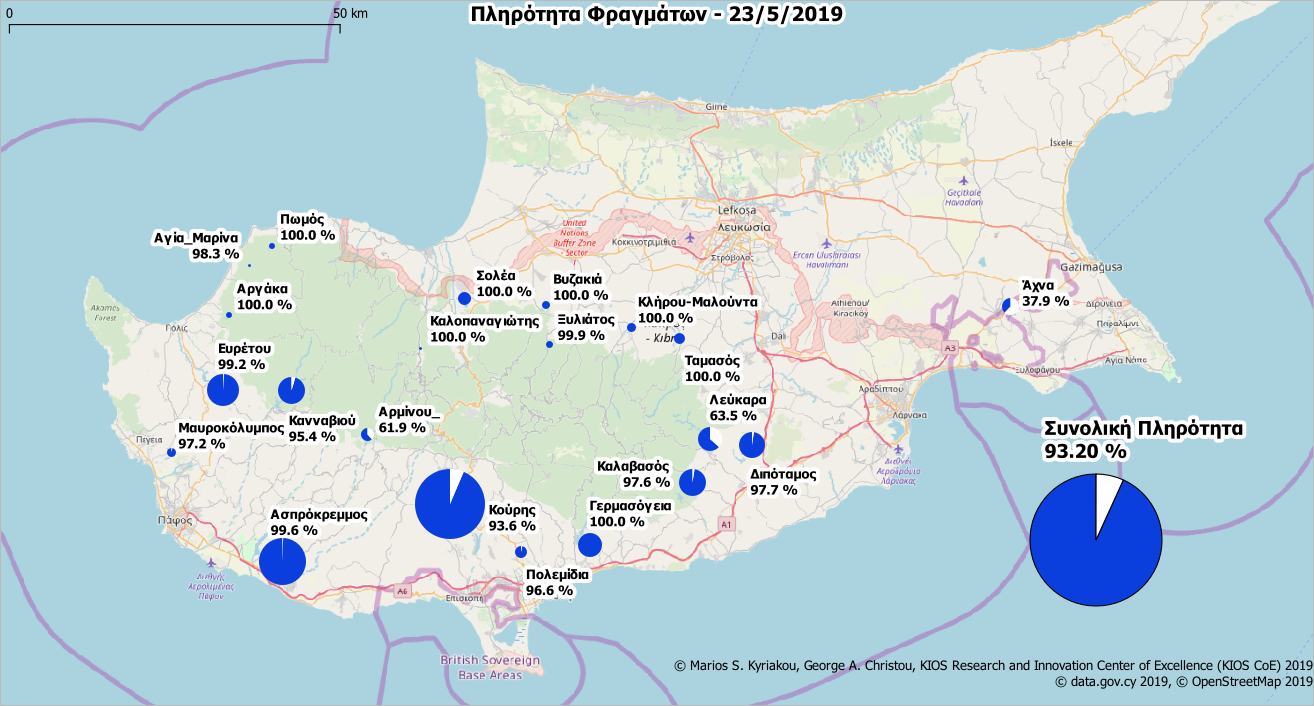 0
50 km
Πληρότητα Φραγμάτων - 23/5/2019
Girne
İskele
Geçitkale
Havaalanı
Lefkoşa
Λευκωσία
Πωμός
100.0 %
Αγία_Μαρίνα
98.3 %
United
Nations
Buffer Zone
- Sector
Κοκκινοτριμιθιά
Στρόβολος
Ercan Uluslararası
Havalimanı
Gazimağusa
Σολέα
100.0 %
Βυζακιά
100.0 %
Άχνα
37.9 %
Αργάκα
100.0 %
Akamas
Forest
Κλήρου-Μαλούντα
100.0 %
Athienou/
Kiracıköy
Δερύνεια
Πόλις
Καλοπαναγιώτης
100.0 %
Ξυλιάτος
99.9 %
- Κιbrı
Dali
Παραλίμνι
A3
Ευρέτου
99.2 %
Ταμασός
100.0 %
Αγία Νάπα
Ξυλοφάγου
Αραδίππου
Λεύκαρα
63.5 %
Λάρνακα
Κανναβιού
95.4 %
Αρμίνου_
61.9 %
Μαυροκόλυμπος
97.2 %
Πέγεια
Συνολική Πληρότητα
93.20 %
Διεθνής
Αεροδρόμιο
Λάρνακας
Καλαβασός
97.6 %
Διπόταμος
97.7 %
Κούρης
93.6 %
Γερμασόγεια
100.0 %
A1
Ασπρόκρεμμος
99.6 %
Πάφος
Διεθνής
Αερολιμένας
Πάφου
Πολεμίδια
96.6 %
A6
Επισκοπή
British Sovereign
Base Areas
© Marios S. Kyriakou, George A. Christou, KIOS Research and Innovation Center of Excellence (KIOS CoE) 2019
© data.gov.cy 2019, © OpenStreetMap 2019